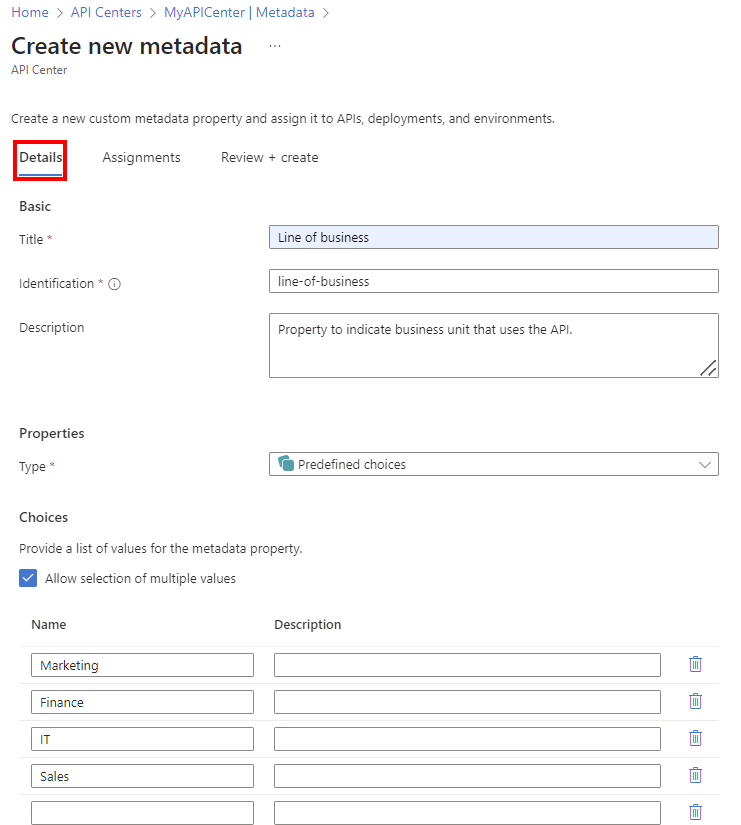 Home > API Centers > MyAPICenter | Metadata >
Create new metadata ...
API Center
Create a new custom metadata property and assign it to APIs, deployments, and environments.
Details Assignments Review + create
Basic
Title * Line of business
Identification * line-of-business
Description Property to indicate business unit that uses the API.
Properties
Type * Predefined choices
Choices
Provide a list of values for the metadata property.
Allow selection of multiple values
Name Description
Marketing
Finance
IT
Sales